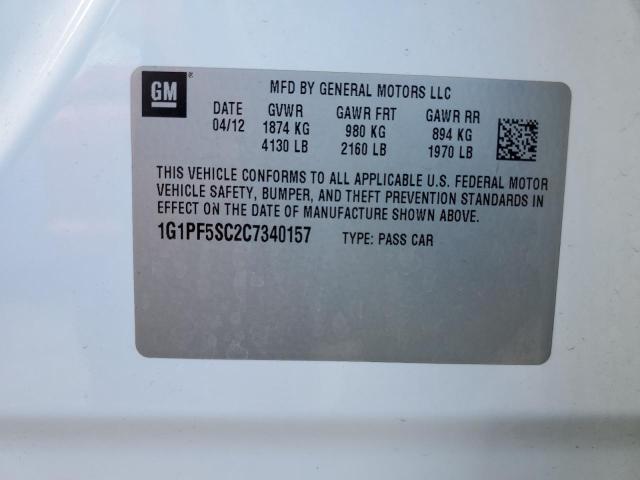 GM ®
MFD BY GENERAL MOTORS LLC
DATE GVWR GAWR FRT GAWR RR
04/12 1874 KG 980 KG 894 KG
4130 LB 2160 LB 1970 LB
THIS VEHICLE CONFORMS TO ALL APPLICABLE U.S. FEDERAL MOTOR
VEHICLE SAFETY, BUMPER, AND THEFT PREVENTION STANDARDS IN
EFFECT ON THE DATE OF MANUFACTURE SHOWN ABOVE.
1G1PF5SC2C7340157 TYPE: PASS CAR